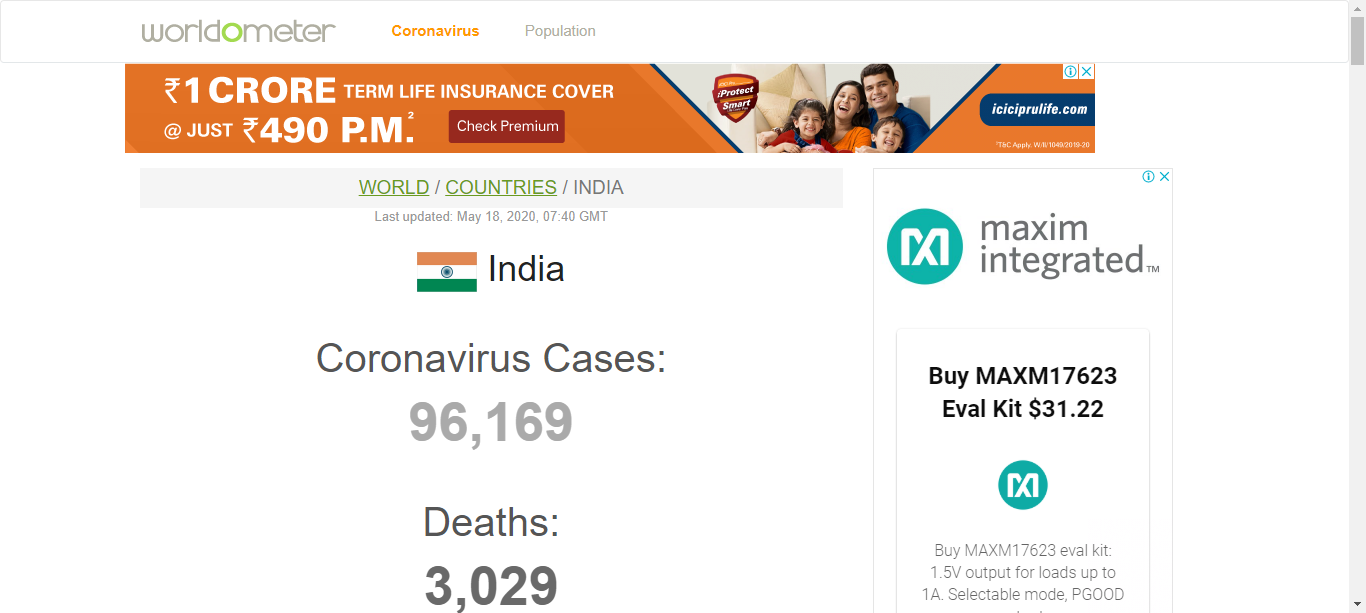 worldometer
Coronavirus
Population
₹1 CRORE TERM LIFE INSURANCE COVER
@ JUST ₹490 P.M.2
Check Premium
iProtect
Smart
iciciprulife.com
T&C Apply. W/II/1049/2019-20
WORLD / COUNTRIES / INDIA
Last updated: May 18, 2020, 07:40 GMT
India
Coronavirus Cases:
96,169
Deaths:
3,029
maxim
integrated™
Buy MAXM17623
Eval Kit $31.22
Buy MAXM17623 eval kit:
1.5V output for loads up to
1A. Selectable mode, PGOOD